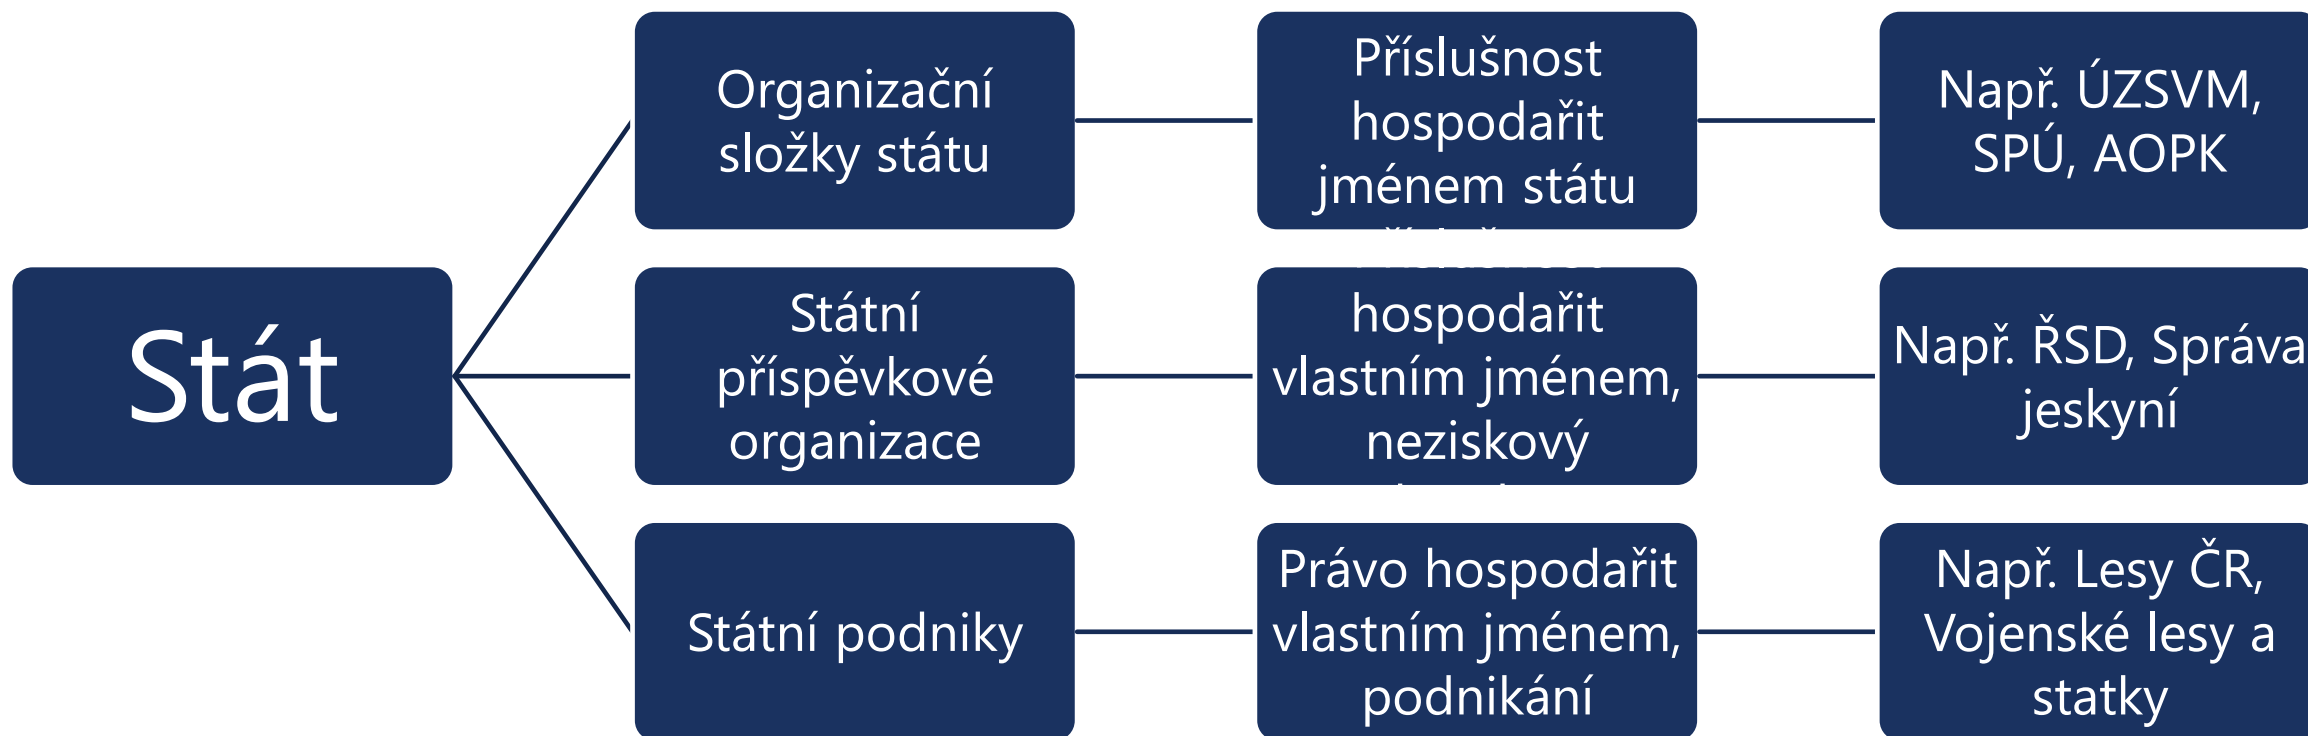 Stát
Organizační
složky státu
Příslušnost
hospodařit
jménem státu
Např. ÚZSVM,
SPÚ, AOPK
Státní
příspěvkové
organizace
hospodařit
vlastním jménem,
neziskový
Např. ŘSD, Správa
jeskyní
Státní podniky
Právo hospodařit
vlastním jménem,
podnikání
Např. Lesy ČR,
Vojenské lesy a
statky